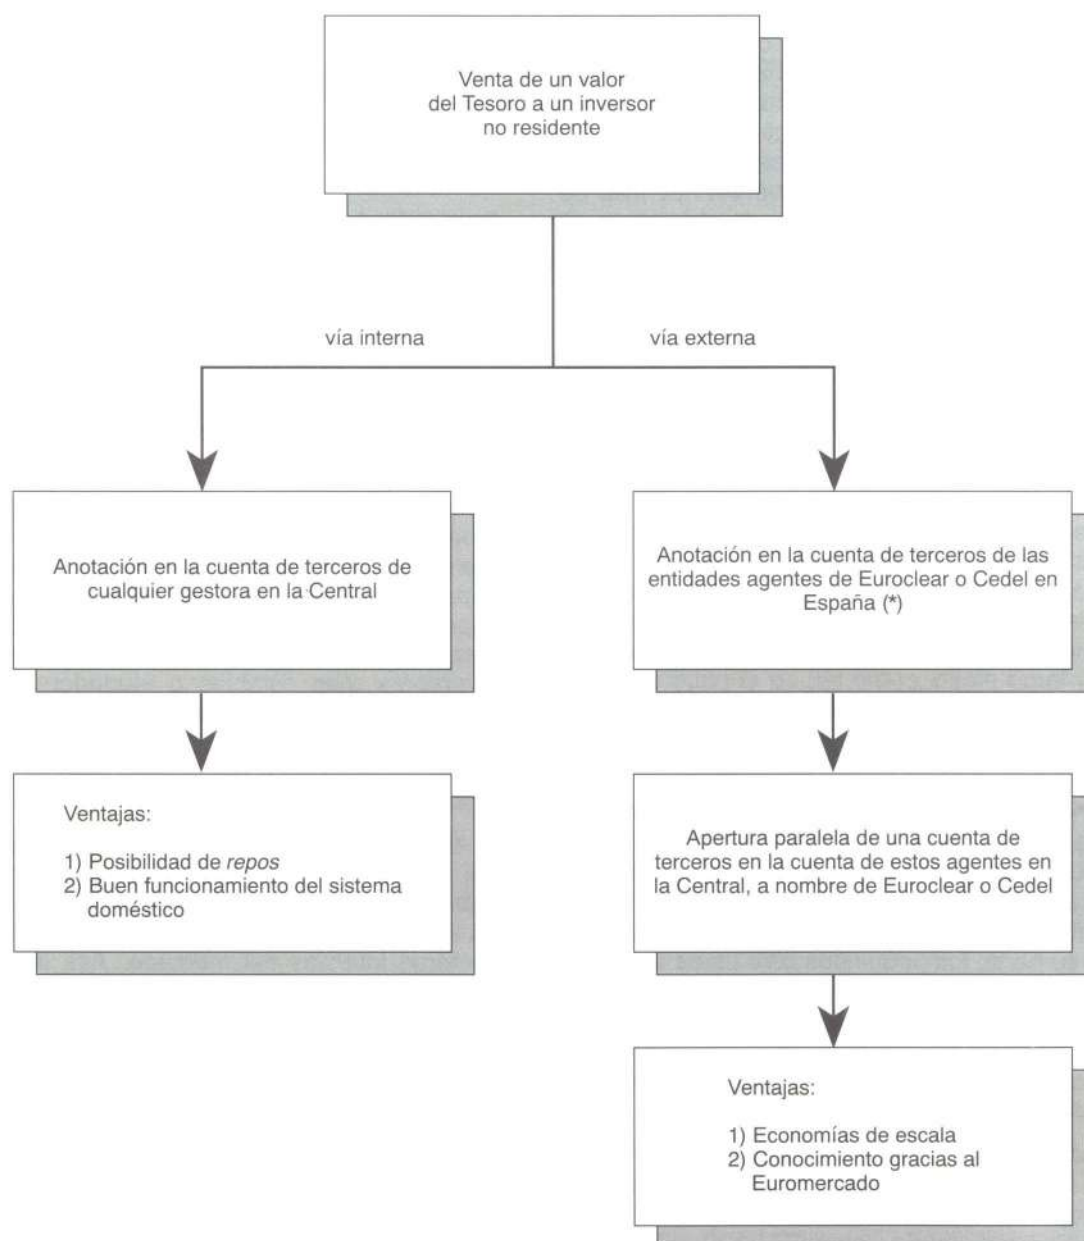 Venta de un valor
del Tesoro a un inversor
no residente
vía interna
vía externa
Anotación en la cuenta de terceros de
cualquier gestora en la Central
Anotación en la cuenta de terceros de las
entidades agentes de Euroclear o Cedel en
España (*)
Ventajas:
1) Posibilidad de repos
2) Buen funcionamiento del sistema
doméstico
Apertura paralela de una cuenta de
terceros en la cuenta de estos agentes en
la Central, a nombre de Euroclear o Cedel
Ventajas:
1) Economías de escala
2) Conocimiento gracias al
Euromercado